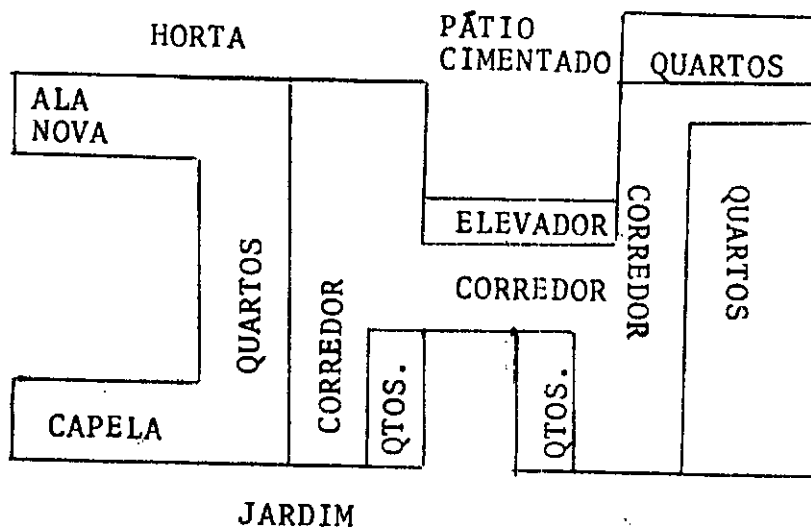 HORTA
PÁTIO
CIMENTADO
QUARTOS
ALA
NOVA
ELEVADOR
CORREDOR
QUARTOS
CORREDOR
CORREDOR
QUARTOS
QTOS.
QTOS.
CAPELA
JARDIM